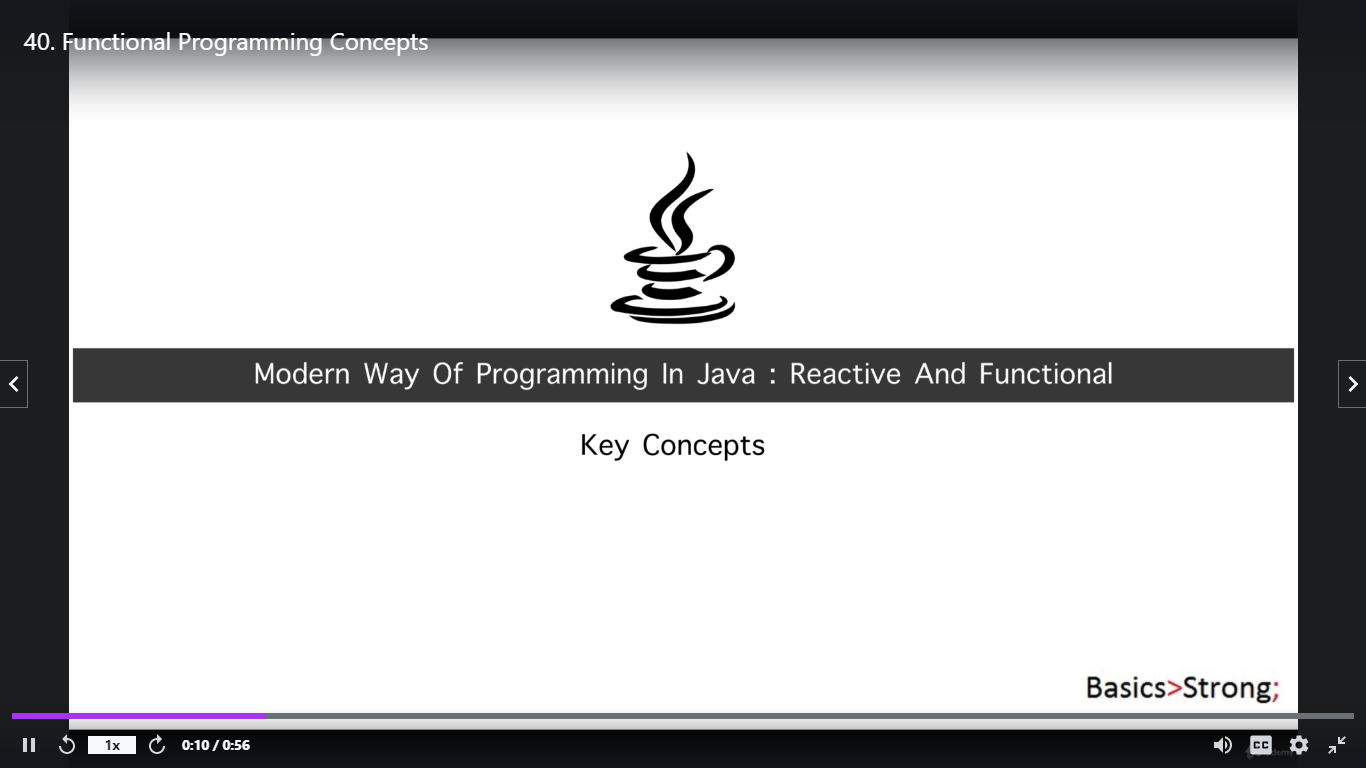 40. Functional Programming Concepts
Modern Way Of Programming In Java : Reactive And Functional
Key Concepts
Basics>Strong;
1x
0:10 / 0:56
CC